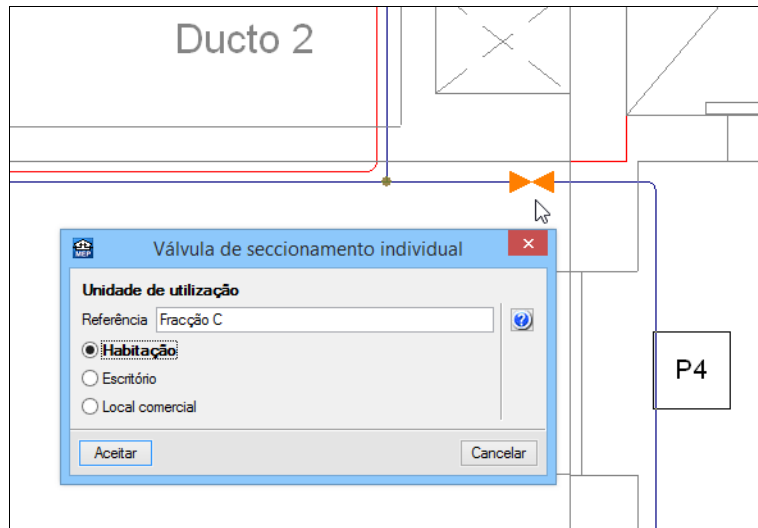 Ducto 2
MEP
Válvula de seccionamento individual
Unidade de utilização
Referência Fracção C
Habitação
Escritório
Local comercial
Aceitar
Cancelar
P4